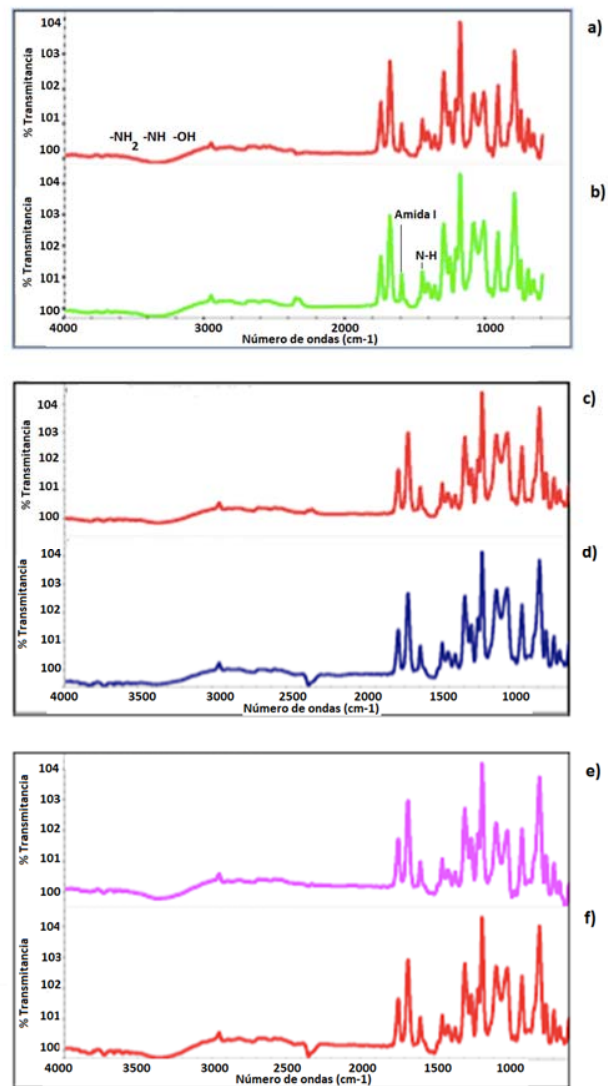 a)
% Transmitancia
104
103
102
101
100
-NH2 -NH -OH
b)
% Transmitancia
104
103
102
101
100
Amida I
N-H
4000 3000 2000 1000
Número de ondas (cm-1)
c)
% Transmitancia
104
103
102
101
100
d)
% Transmitancia
104
103
102
101
100
4000 3500 3000 2500 2000 1500 1000
Número de ondas (cm-1)
e)
% Transmitancia
104
103
102
101
100
f)
% Transmitancia
104
103
102
101
100
4000 3500 3000 2500 2000 1500 1000
Número de ondas (cm-1)